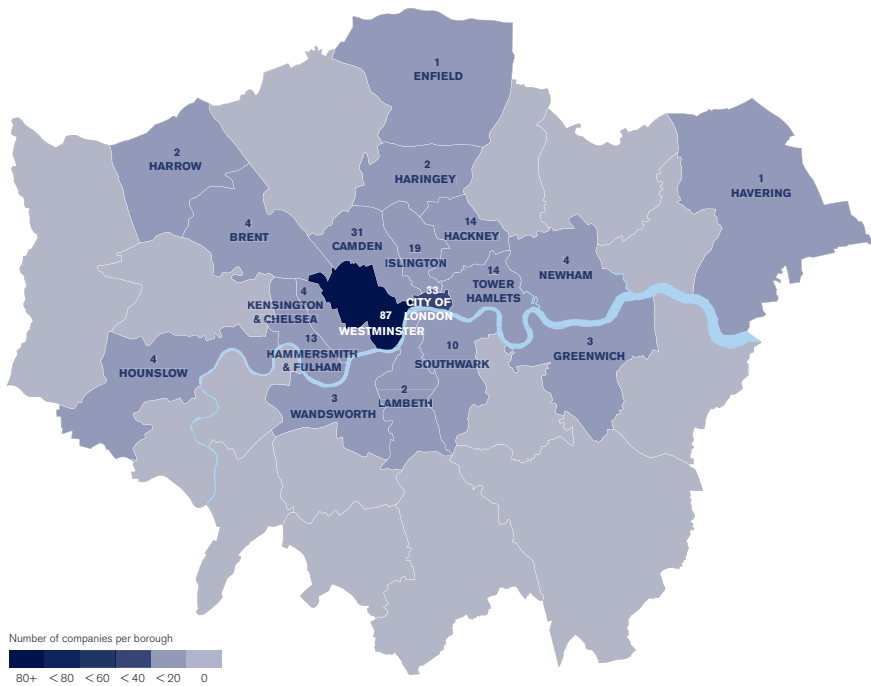 1
ENFIELD
2
HARROW
2
HARINGEY
1
HAVERING
4
BRENT
31
CAMDEN
19
ISLINGTON
14
HACKNEY
4
NEWHAM
14
TOWER
HAMLETS
4
KENSINGTON
& CHELSEA
33
CITY OF
LONDON
87
WESTMINSTER
13
HAMMERSMITH
& FULHAM
10
SOUTHWARK
3
GREENWICH
4
HOUNSLOW
3
WANDSWORTH
2
LAMBETH
Number of companies per borough
80+ <80 <60 <40 <20 0